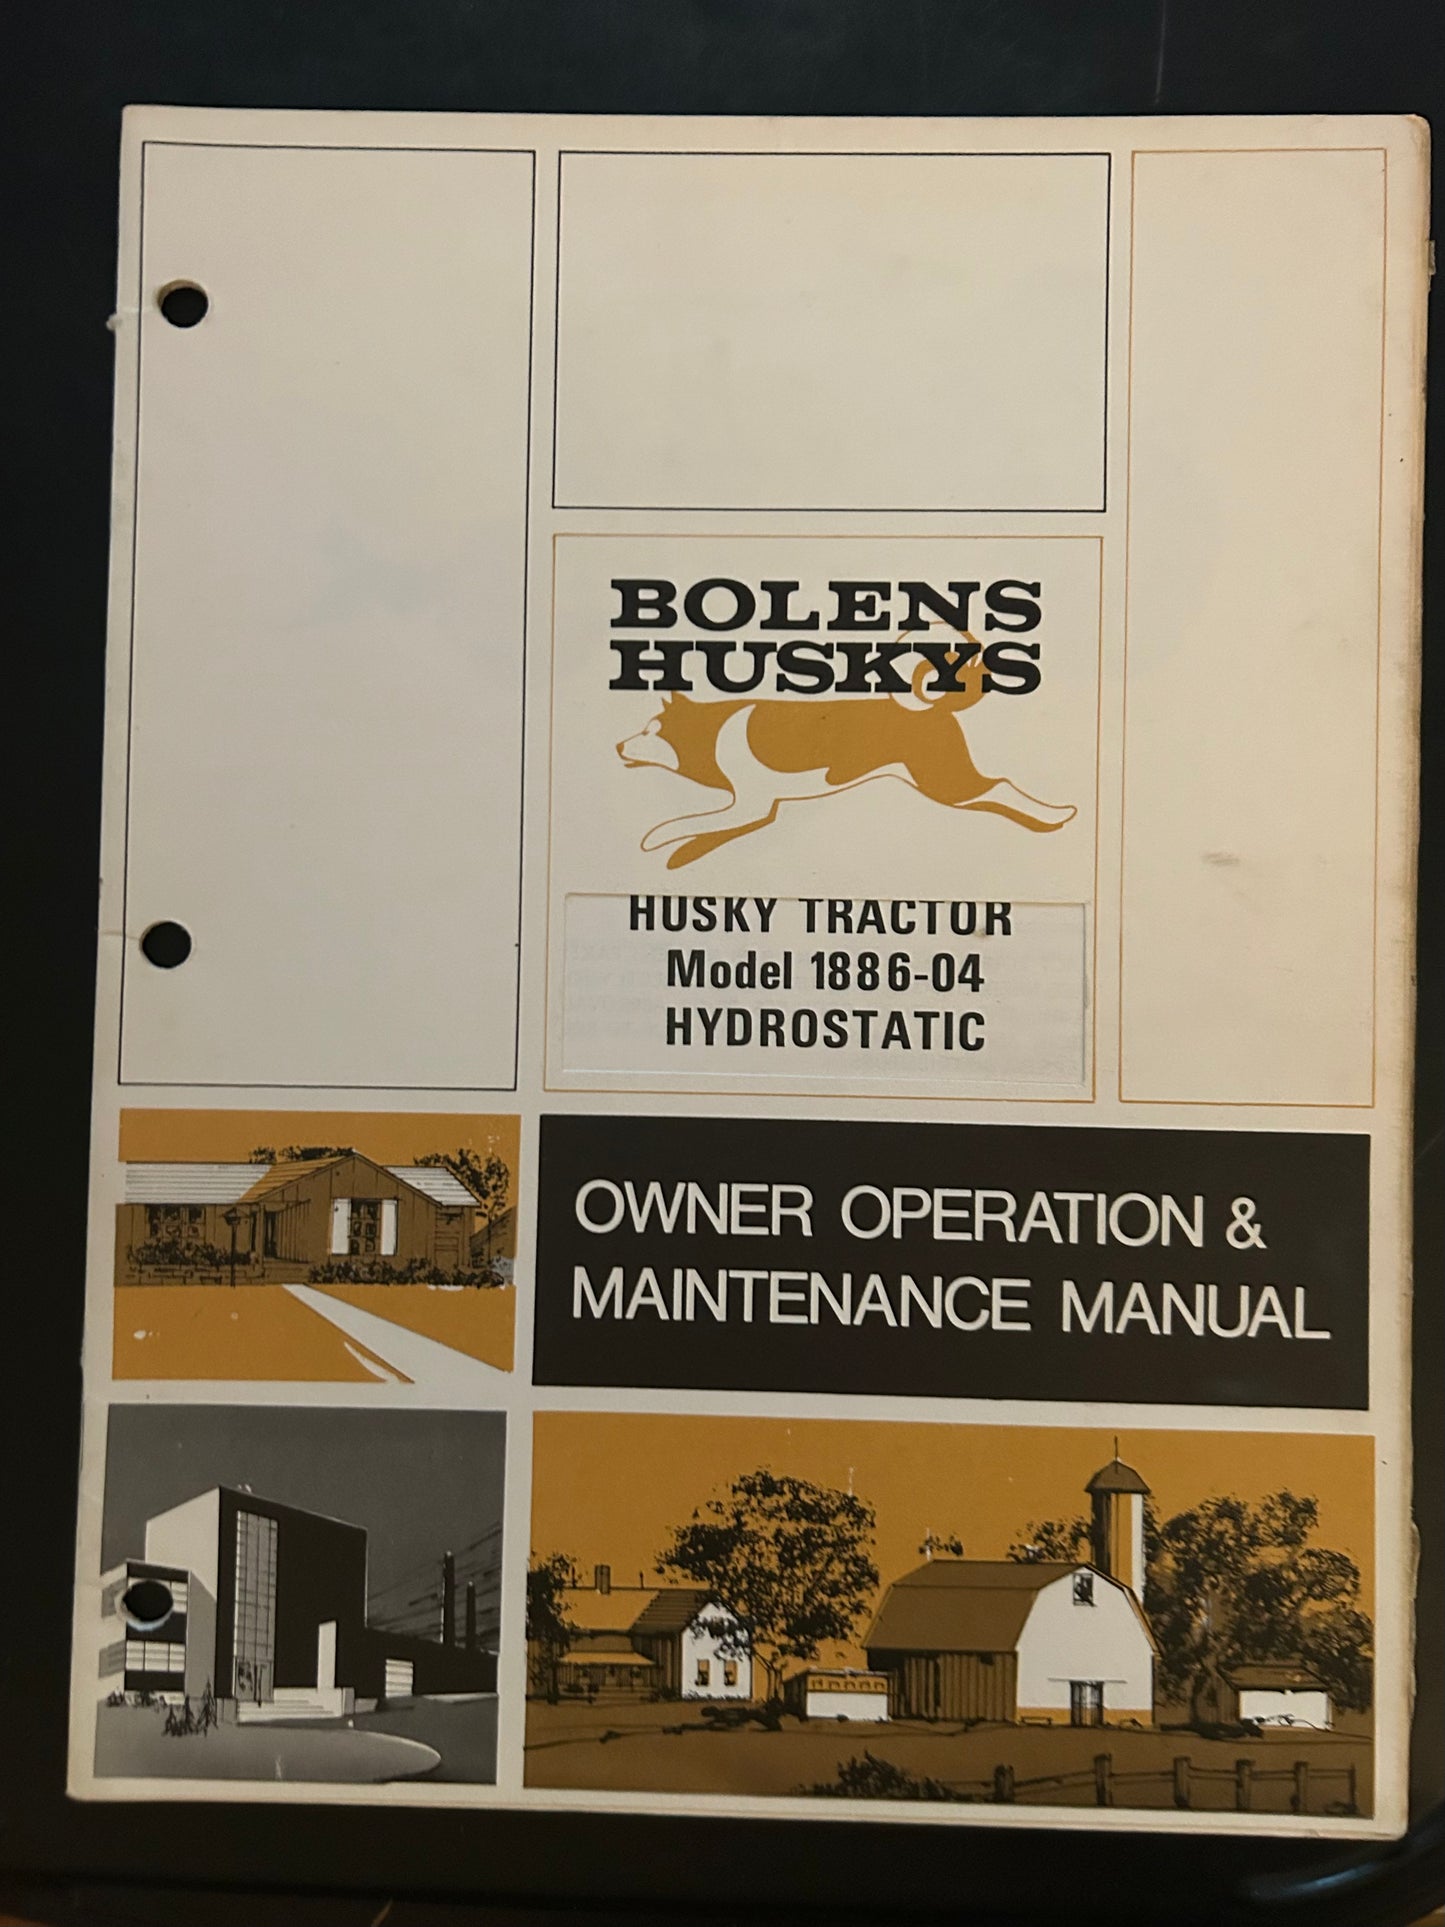 BOLENS
HUSKYS
HUSKY TRACTOR
Model 1886-04
HYDROSTATIC
OWNER OPERATION &
MAINTENANCE MANUAL